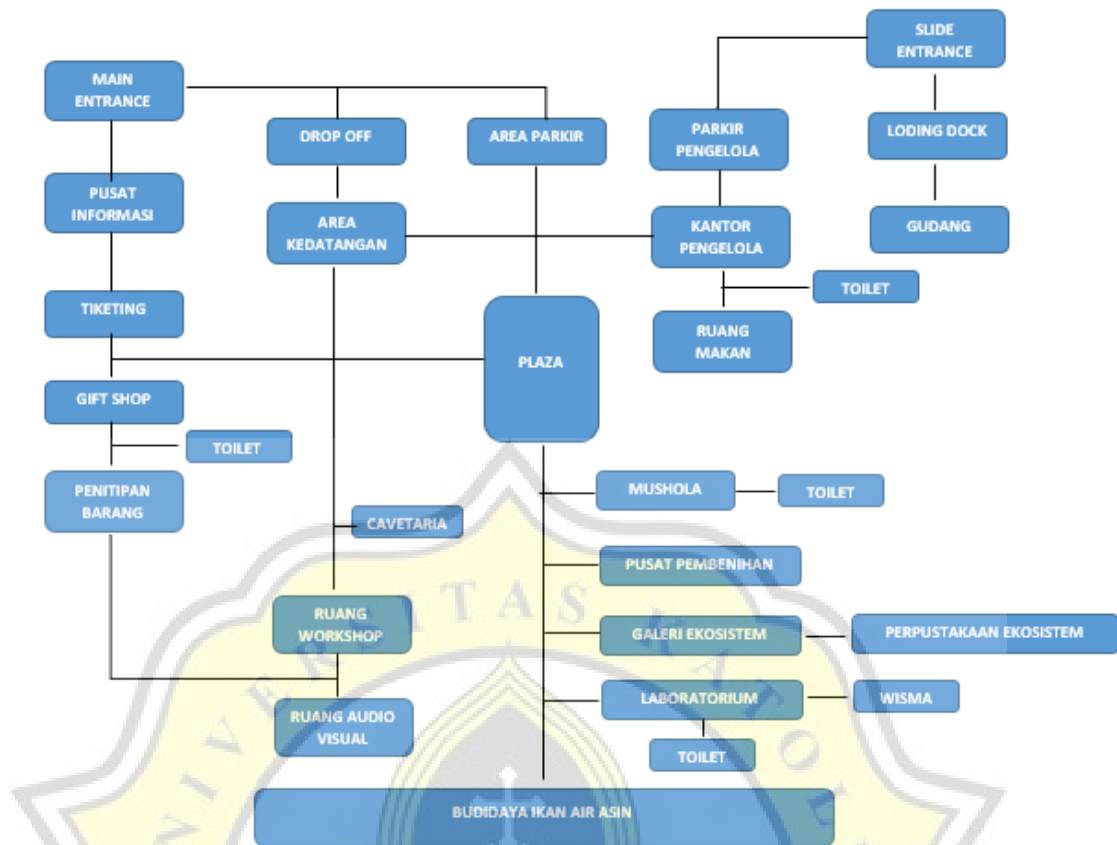 SLIDE
ENTRANCE
MAIN
ENTRANCE
DROP OFF
AREA PARKIR
PARKIR
PENGELOLA
LODING DOCK
PUSAT
INFORMASI
AREA
KEDATANGAN
KANTOR
PENGELOLA
GUDANG
TIKETING
TOILET
RUANG
MAKAN
PLAZA
GIFT SHOP
TOILET
PENITIPAN
BARANG
MUSHOLA
TOILET
CAVETARIA
PUSAT PEMBENIHAN
RUANG
WORKSHOP
GALERI EKOSISTEM
PERPUSTAKAAN EKOSISTEM
LABORATORIUM
WISMA
RUANG AUDIO
VISUAL
TOILET
BUDIDAYA IKAN AIR ASIN
NIVERSITAS KATOL